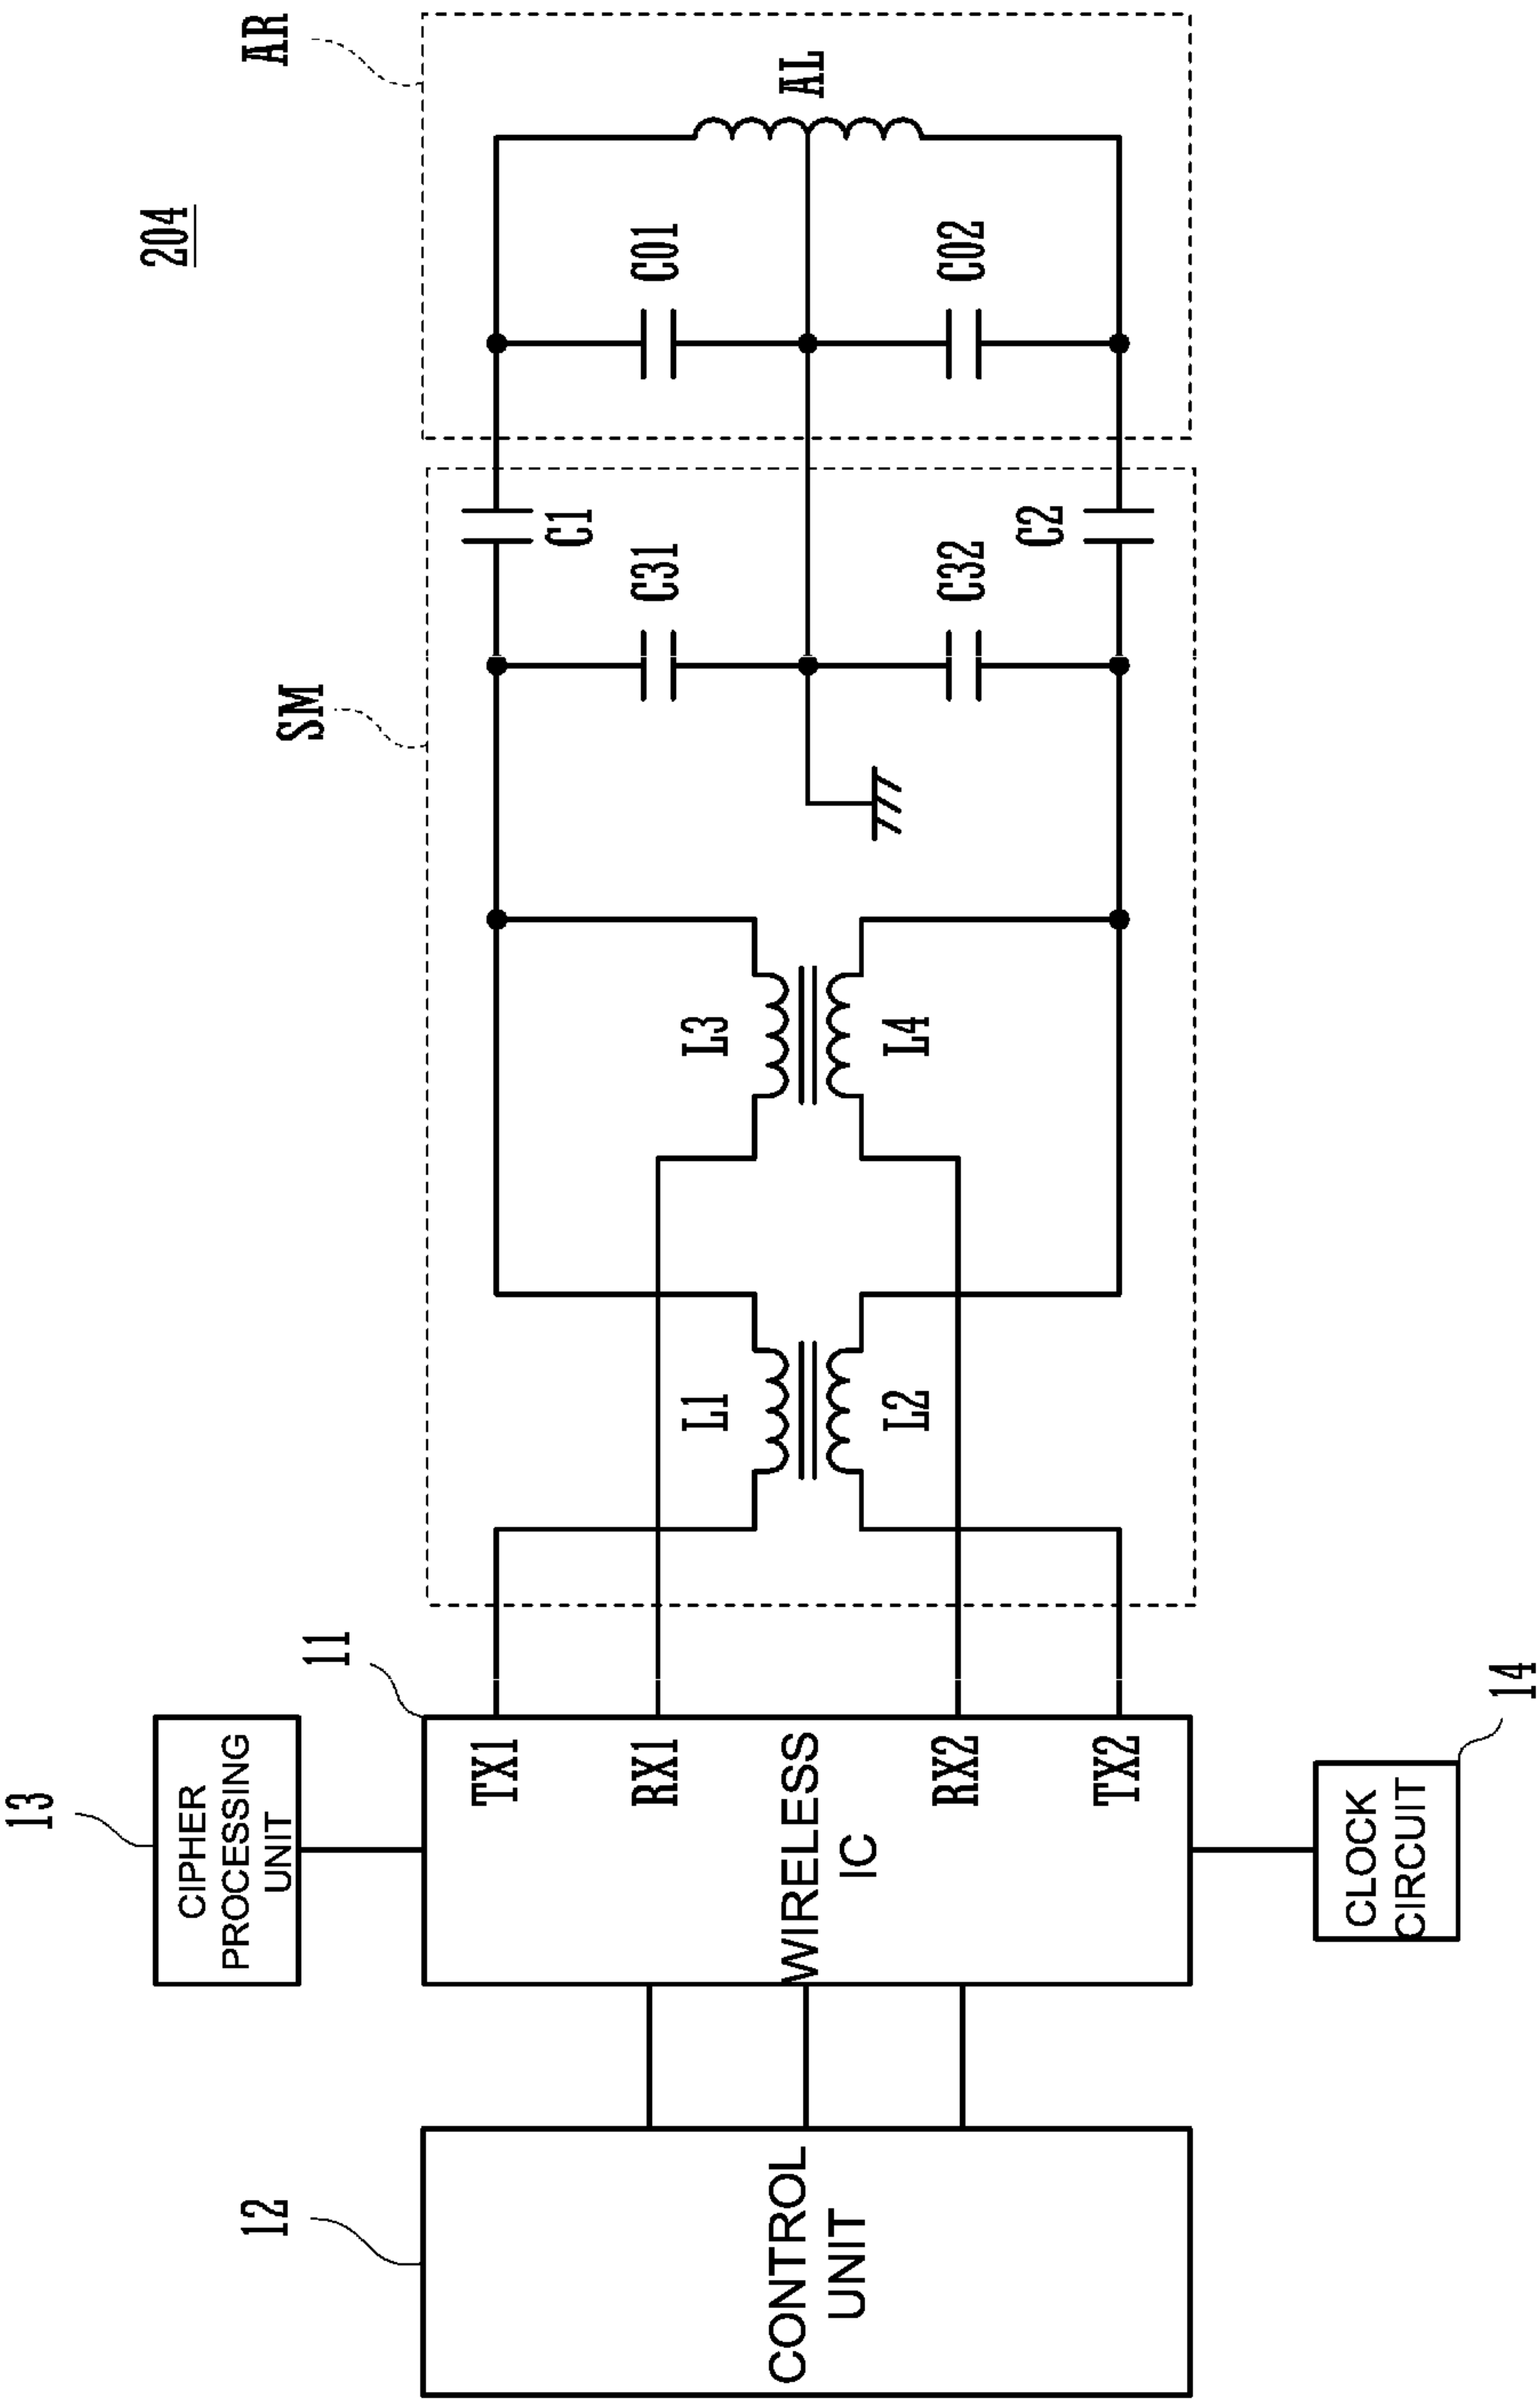 204
AR
AL
C01
C02
SM
C1
C31
C32
C2
L3
L4
L1
L2
13
CIPHER
PROCESSING
UNIT
11
TX1
RX1
WIRELESS
IC
RX2
TX2
14
CLOCK
CIRCUIT
12
CONTROL
UNIT